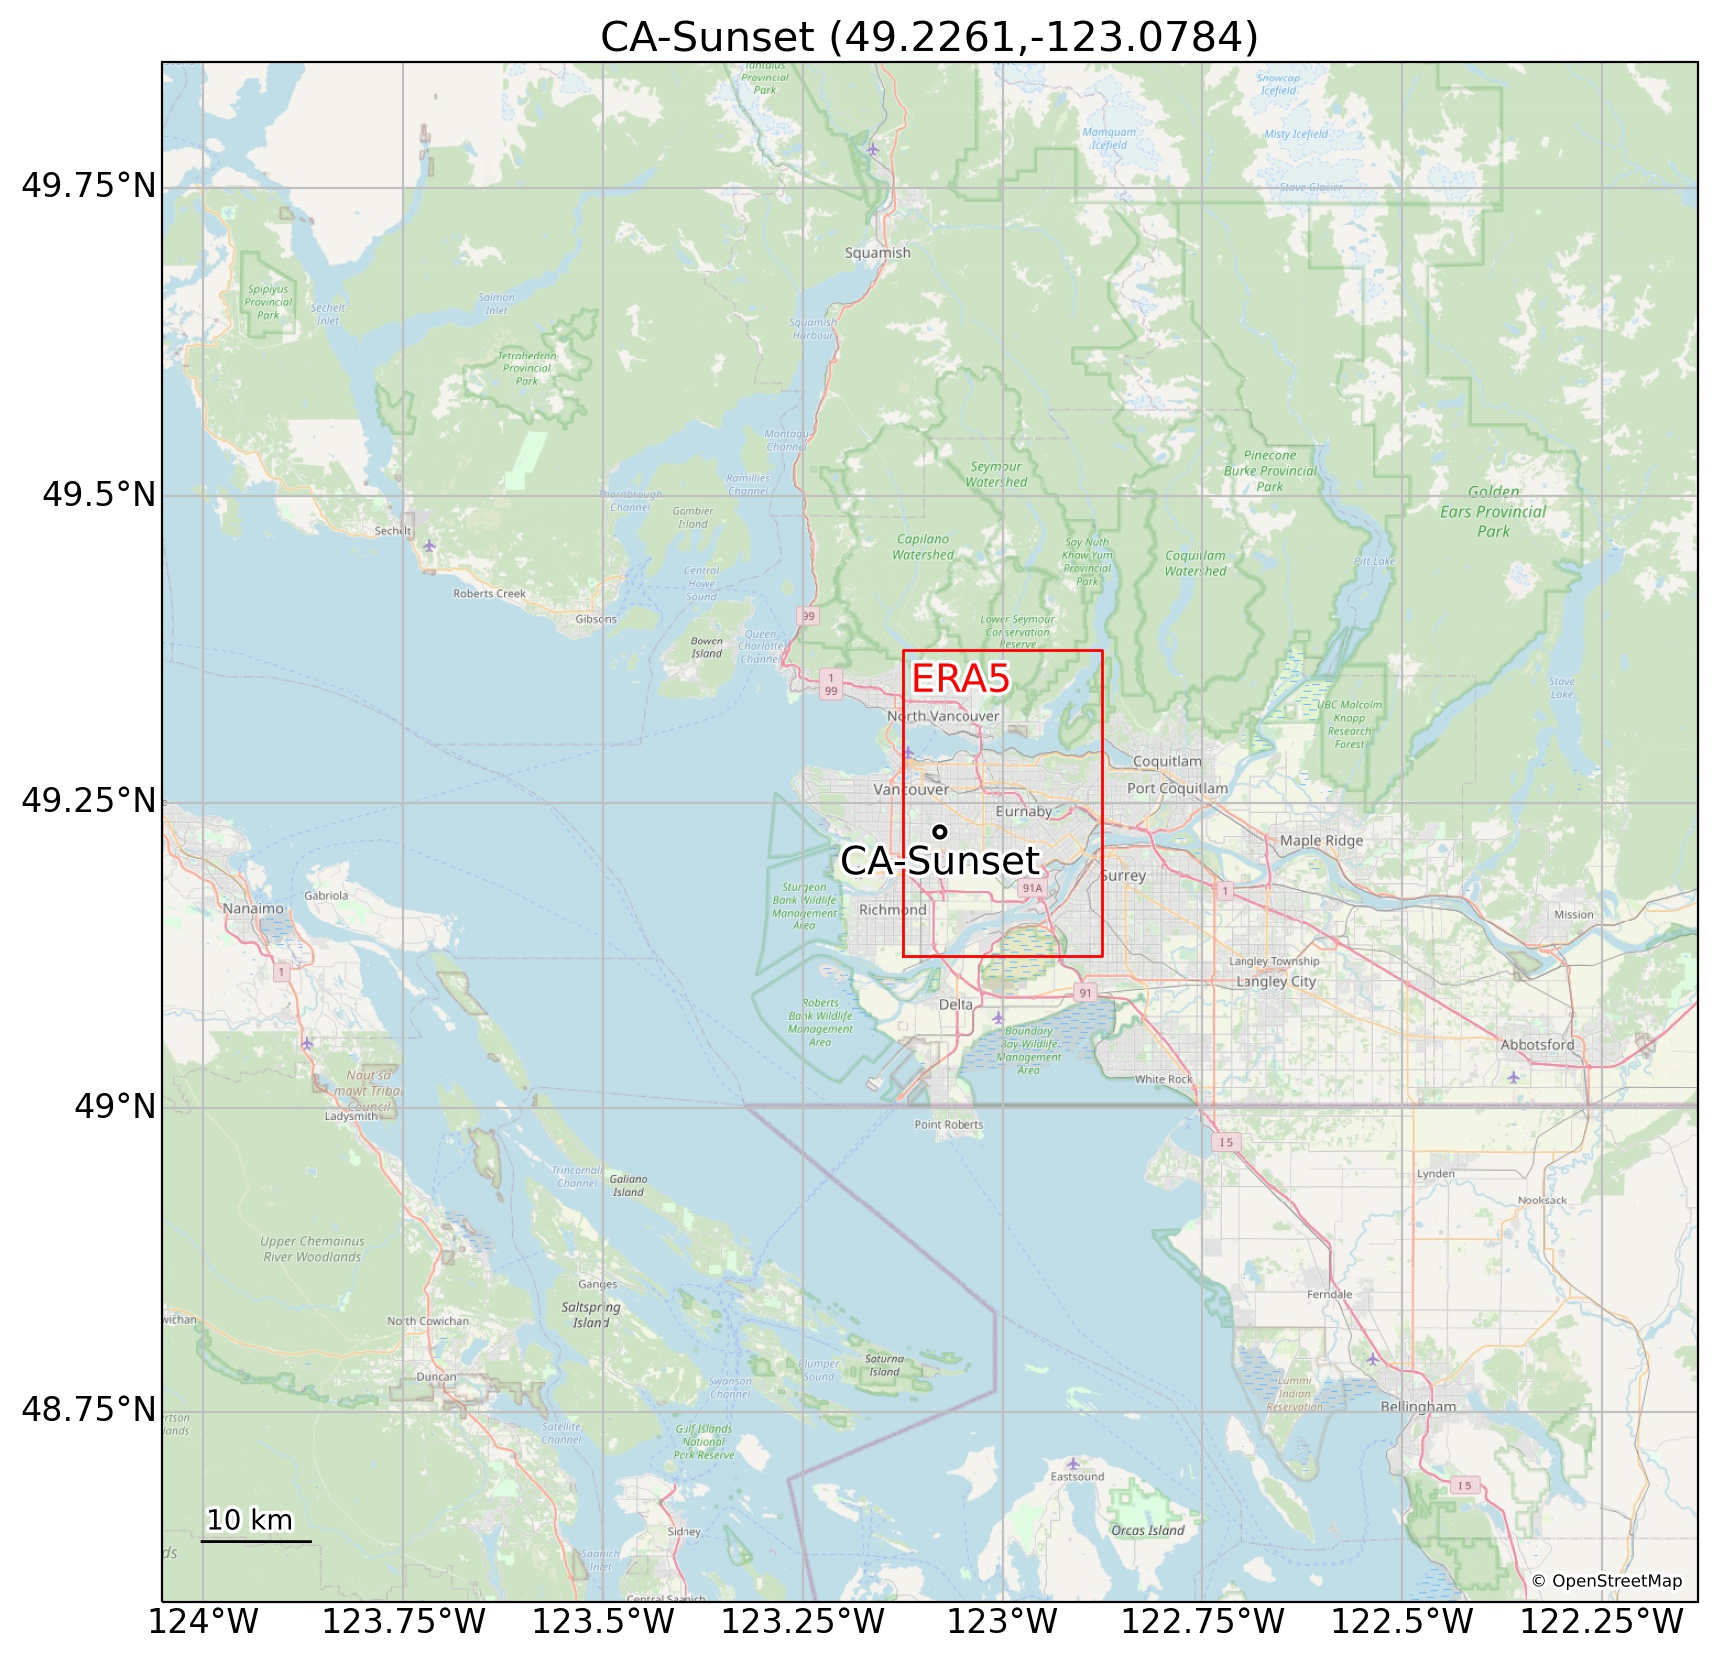 CA-Sunset (49.2261,-123.0784)
Tantalus
Provincial
Park
Snowcap
Icefield
Mamquam
Icefield
Misty Icefield
49.75°N
Stave Glacier
Squamish
Spipiyus
Provincial
Park
Sechelt
Inlet
Salmon
Inlet
Squamish
Harbour
Tetrahedron
Provincial
Park
Montagu
Channel
Seymour
Watershed
Pinecone
Burke Provincial
Park
Ramillies
Channel
49.5°N
Thornbrough
Channel
Golden
Ears Provincial
Park
Gambier
Island
Sechelt
Capilano
Watershed
Say Nuth
Khaw Yum
Provincial
Park
Coquitlam
Watershed
Pitt Lake
Central
Howe
Sound
Roberts Creek
Gibsons
99
Bowen
Island
Queen
Charlotte
Channel
Lower Seymour
Conservation
Reserve
ERA5
1
99
Stave
Lake
North Vancouver
UBC Malcolm
Knapp
Research
Forest
Coquitlam
Vancouver
Port Coquitlam
49.25°N
Burnaby
Maple Ridge
CA-Sunset
Surrey
91A
1
Sturgeon
Bank Wildlife
Management
Area
Gabriola
Nanaimo
Richmond
Mission
1
Langley Township
Langley City
91
Delta
Roberts
Bank Wildlife
Management
Area
Boundary
Bay Wildlife
Management
Area
Abbotsford
Naut'sa
mawt Tribal
Council
Ladysmith
White Rock
49°N
Point Roberts
I 5
Trincomali
Channel
Galiano
Island
Lynden
Nooksack
Upper Chemainus
River Woodlands
Ganges
Saltspring
Island
Ferndale
wichan
North Cowichan
Plumper
Sound
Saturna
Island
Duncan
Swanson
Channel
Lummi
Indian
Reservation
Bellingham
48.75°N
ertson
lands
Satellite
Channel
Gulf Islands
National
Park Reserve
Eastsound
I 5
10 km
Sidney
Orcas Island
ds
Saanich
Inlet
Central Saanich
© OpenStreetMap
124°W 123.75°W 123.5°W 123.25°W 123°W 122.75°W 122.5°W 122.25°W